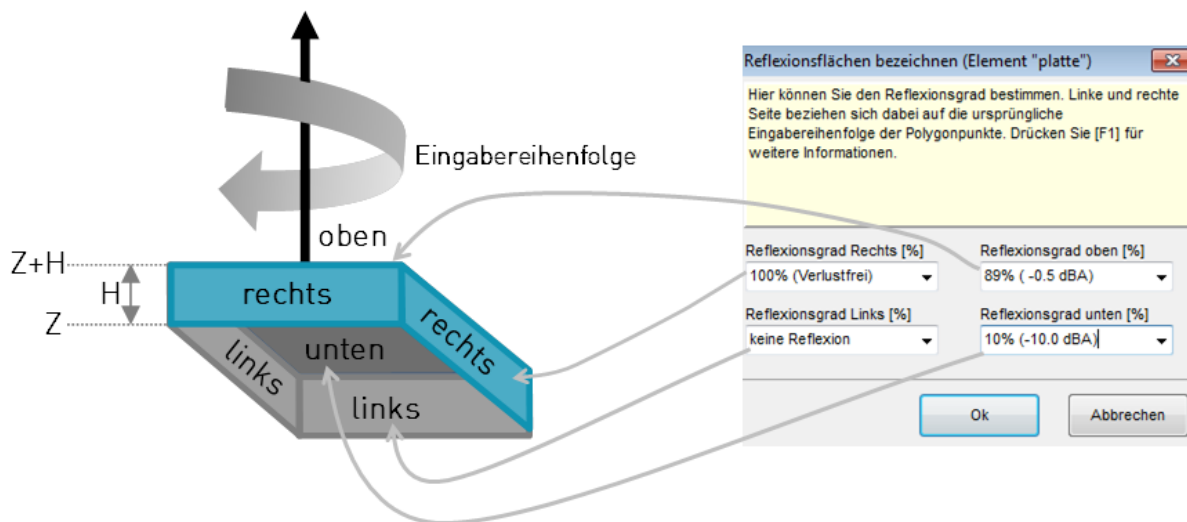 Eingabereihenfolge
oben
Z+H
H
Z
rechts
rechts
unten
links
links
Reflexionsflächen bezeichnen (Element "platte")
Hier können Sie den Reflexionsgrad bestimmen. Linke und rechte
Seite beziehen sich dabei auf die ursprüngliche
Eingabereihenfolge der Polygonpunkte. Drücken Sie [F1] für
weitere Informationen.
Reflexionsgrad Rechts [%]
100% (Verlustfrei)
Reflexionsgrad oben [%]
89% ( -0.5 dBA)
Reflexionsgrad Links [%]
keine Reflexion
Reflexionsgrad unten [%]
10% (-10.0 dBA)
Ok
Abbrechen